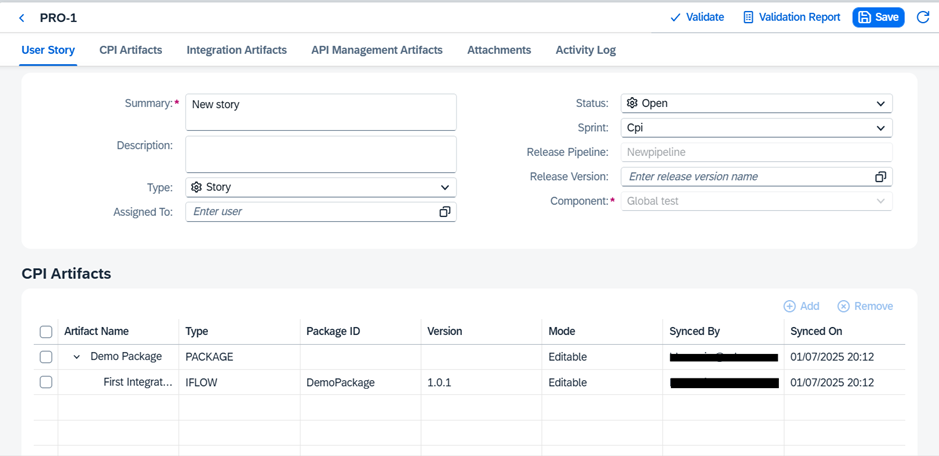 PRO-1 Validate Validation Report Save
User Story CPI Artifacts Integration Artifacts API Management Artifacts Attachments Activity Log
Summary:* New story
Description:
Type: Story
Assigned To: Enter user
Status: Open
Sprint: Cpi
Release Pipeline: Newpipeline
Release Version: Enter release version name
Component:* Global test
CPI Artifacts
Add Remove
Artifact Name Type Package ID Version Mode Synced By Synced On
Demo Package PACKAGE Editable 01/07/2025 20:12
First Integrat... IFLOW DemoPackage 1.0.1 Editable 01/07/2025 20:12